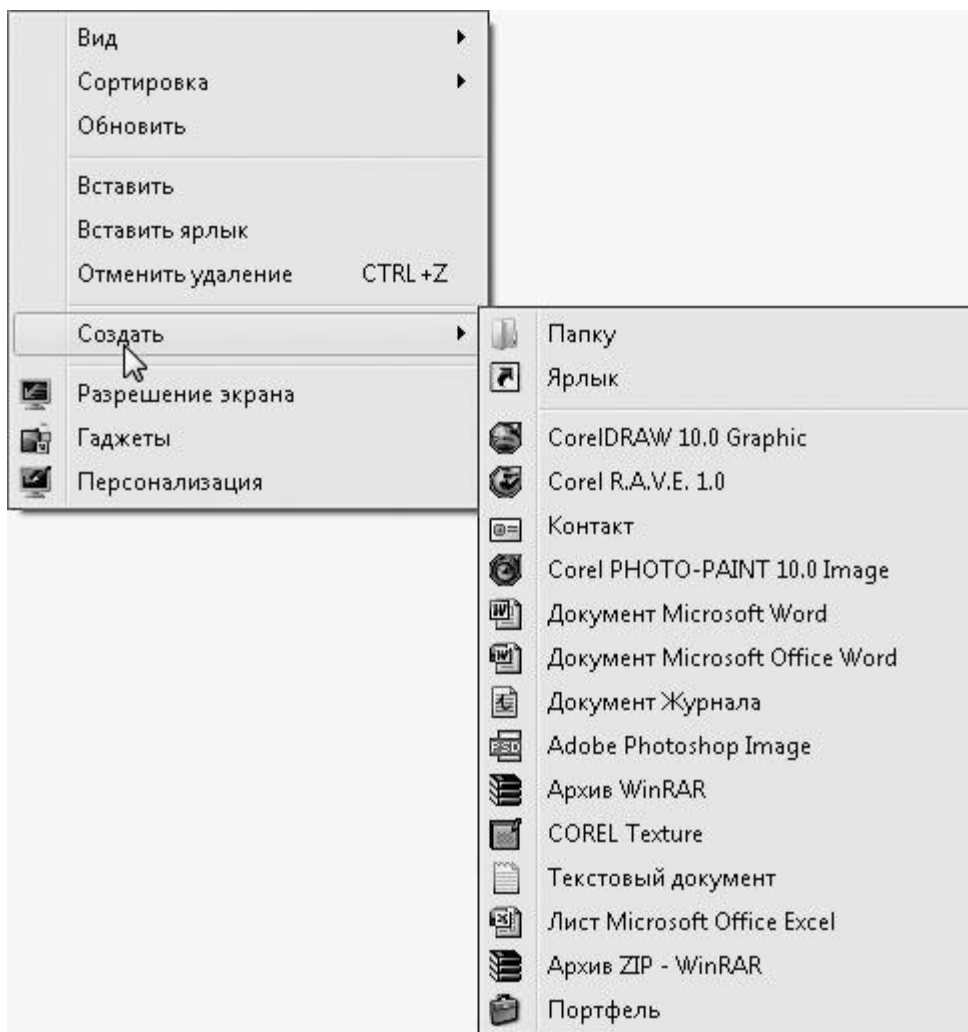 Вид
Сортировка
Обновить
Вставить
Вставить ярлык
Отменить удаление CTRL+Z
Создать
Разрешение экрана
Гаджеты
Персонализация
Папку
Ярлык
CorelDRAW 10.0 Graphic
Corel R.A.V.E. 1.0
Контакт
Corel PHOTO-PAINT 10.0 Image
Документ Microsoft Word
Документ Microsoft Office Word
Документ Журнала
Adobe Photoshop Image
Архив WinRAR
COREL Texture
Текстовый документ
Лист Microsoft Office Excel
Архив ZIP - WinRAR
Портфель